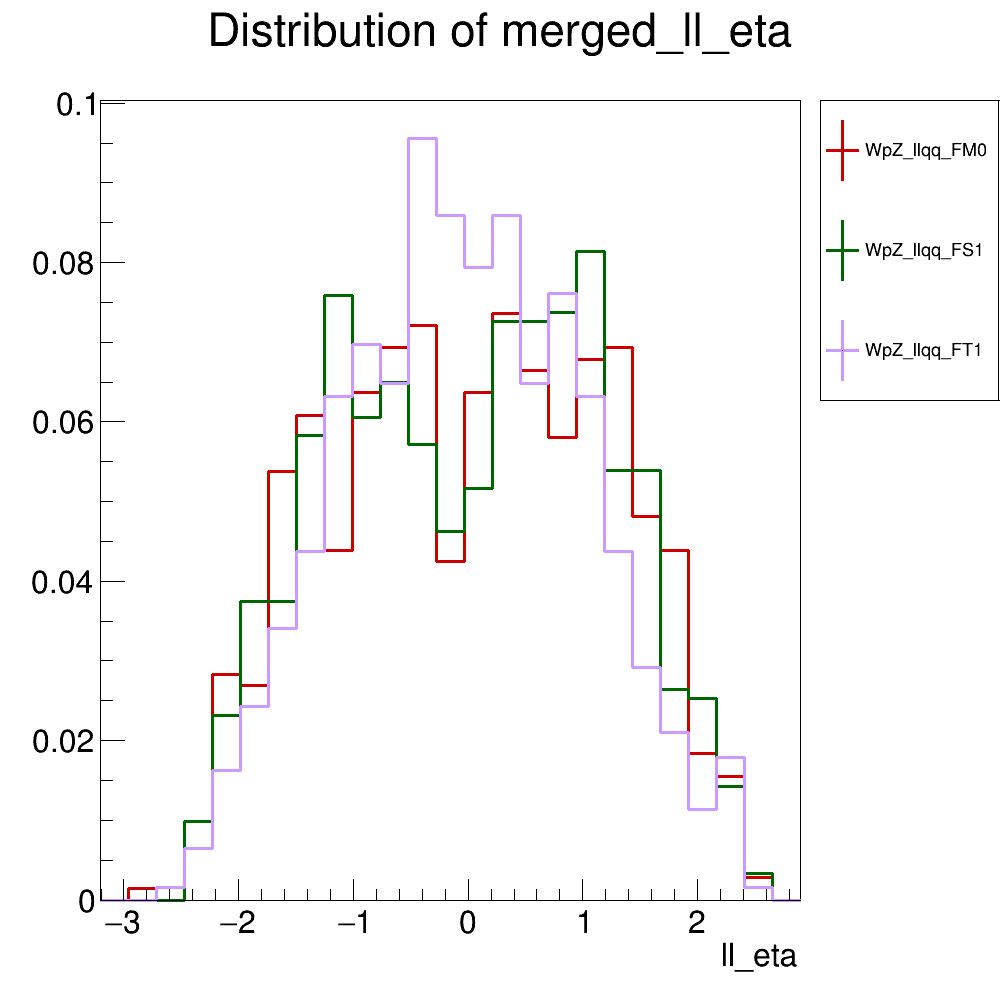 Distribution of merged_ll_eta
0.1
0.08
0.06
0.04
0.02
0
−3 −2 −1 0 1 2
ll_eta
WpZ_llqq_FM0
WpZ_llqq_FS1
WpZ_llqq_FT1